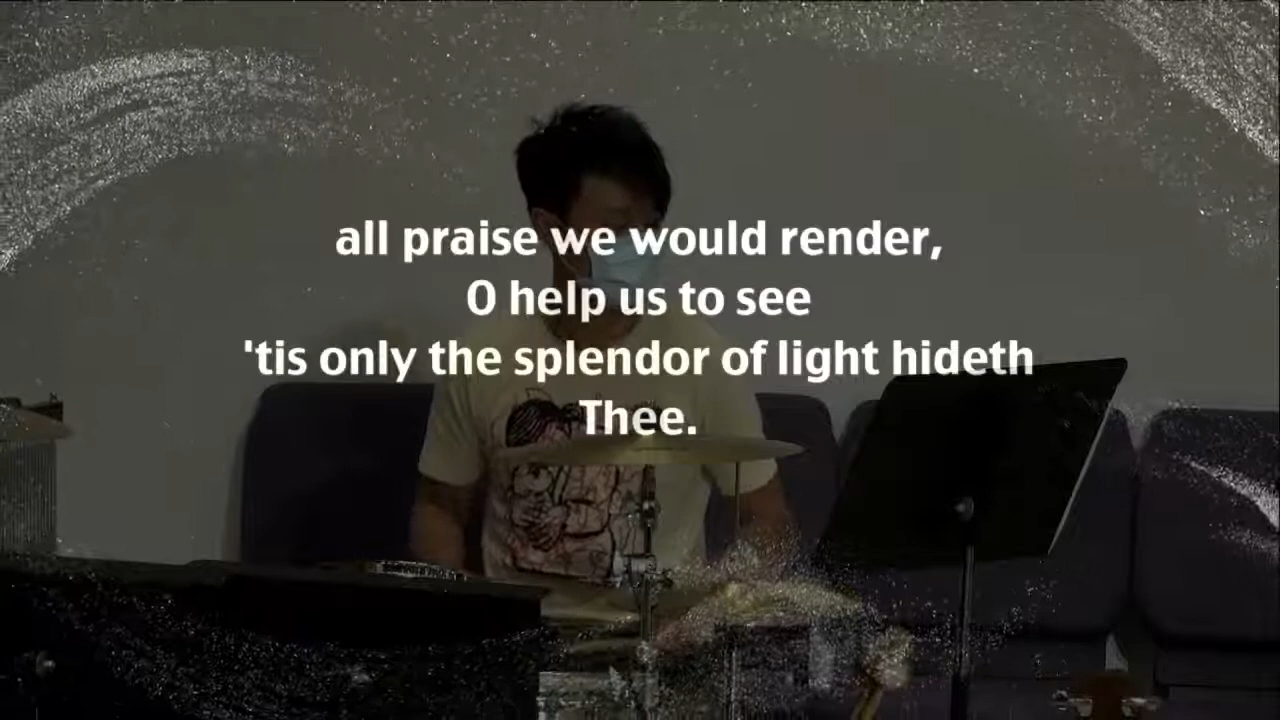 all praise we would render,
O help us to see
'tis only the splendor of light hideth
Thee.